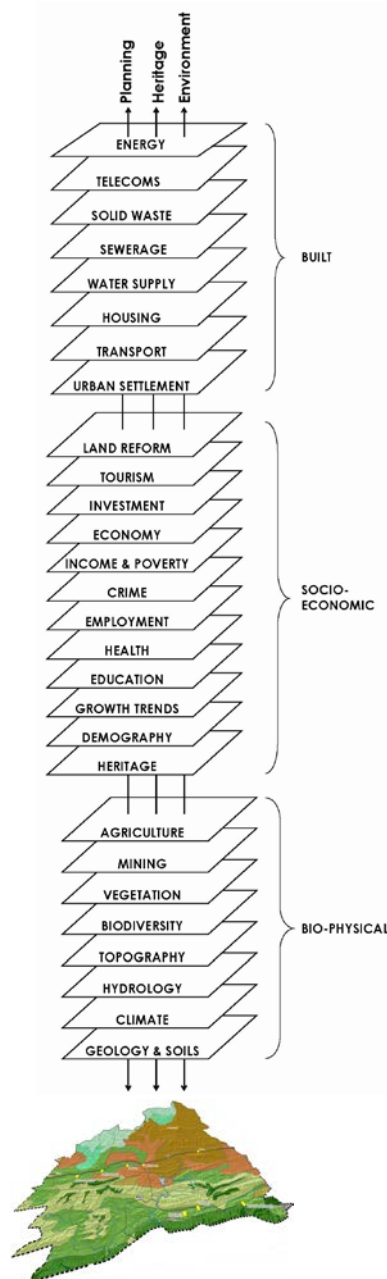 Planning
Heritage
Environment
ENERGY
TELECOMS
SOLID WASTE
SEWERAGE
WATER SUPPLY
HOUSING
TRANSPORT
URBAN SETTLEMENT
BUILT
LAND REFORM
TOURISM
INVESTMENT
ECONOMY
INCOME & POVERTY
CRIME
EMPLOYMENT
HEALTH
EDUCATION
GROWTH TRENDS
DEMOGRAPHY
HERITAGE
SOCIO-
ECONOMIC
AGRICULTURE
MINING
VEGETATION
BIODIVERSITY
TOPOGRAPHY
HYDROLOGY
CLIMATE
GEOLOGY & SOILS
BIO-PHYSICAL